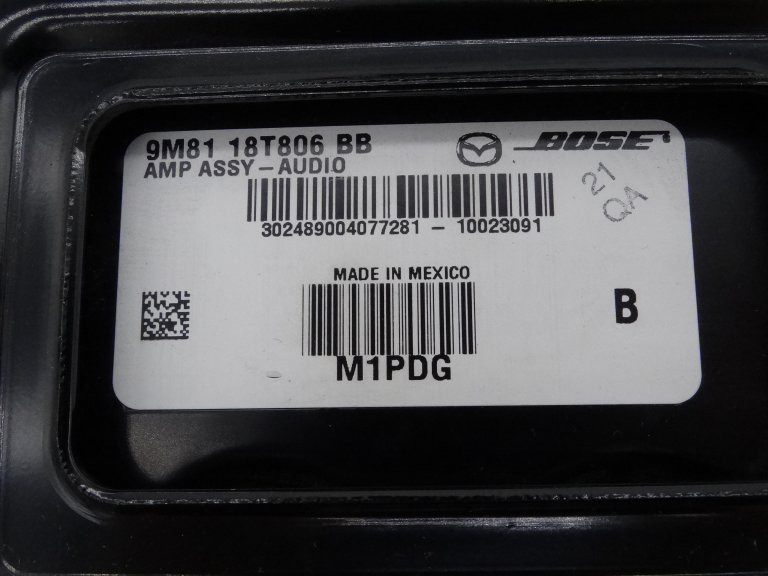 9M81 18T806 BB
BOSE
AMP ASSY – AUDIO
21
QA
302489004077281 – 10023091
MADE IN MEXICO
B
M1PDG